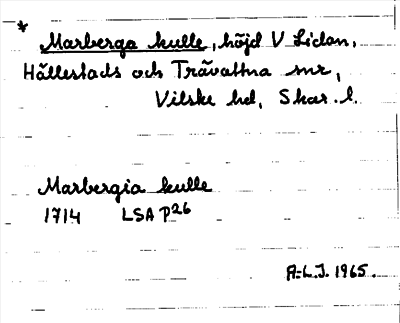 * Marberga kulle, höjd V Lidan,
Hällestads och Trävattna snr,
Vilske hd, Skar. l.
Marbergia kulle
1714 LSA P26
A-L.J. 1965.